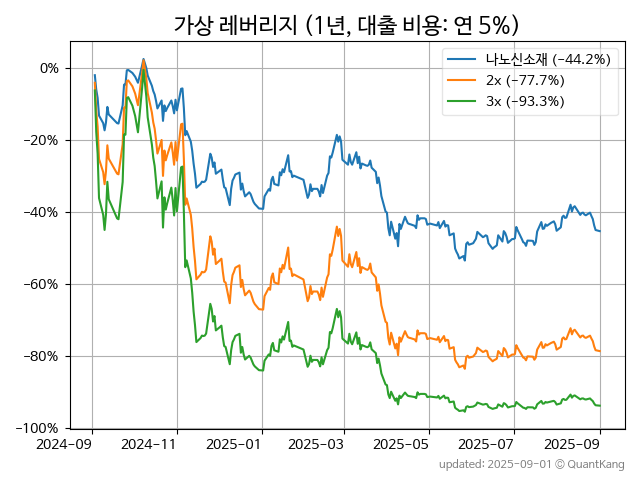 가상 레버리지 (1년, 대출 비용: 연 5%)
나노신소재 (−44.2%)
2x (−77.7%)
3x (−93.3%)
0%
−20%
−40%
−60%
−80%
−100%
2024-09 2024-11 2025-01 2025-03 2025-05 2025-07 2025-09
updated: 2025-09-01 © QuantKang